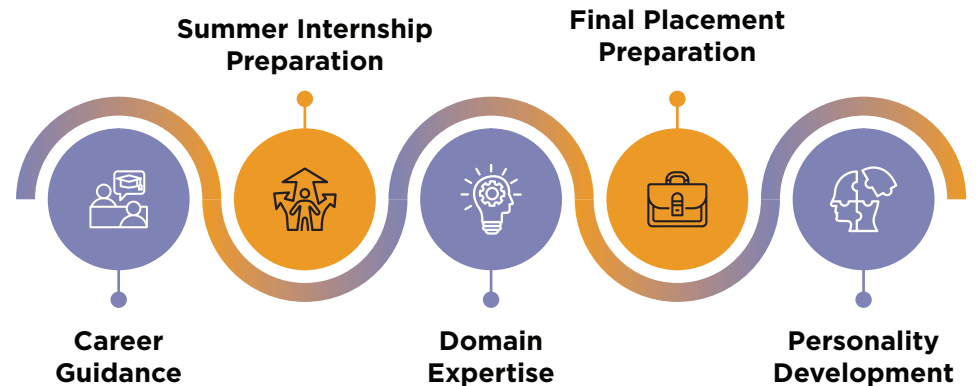 Career
Guidance
Summer Internship
Preparation
Domain
Expertise
Final Placement
Preparation
Personality
Development